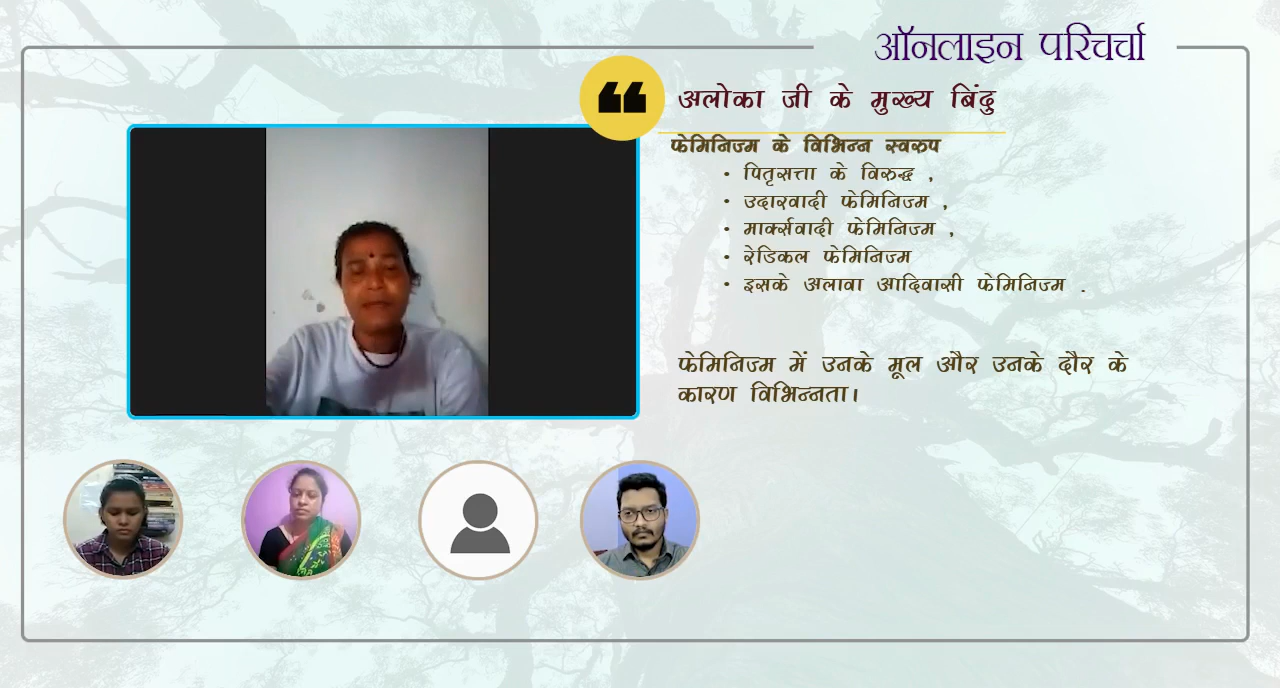 ऑनलाइन परिचर्चा
अलोका जी के मुख्य बिंदु
फेमिनिज्म के विभिन्न स्वरुप
• पितृसत्ता के विरुद्ध ,
• उदारवादी फेमिनिज्म ,
• मार्क्सवादी फेमिनिज्म ,
• रेडिकल फेमिनिज्म
• इसके अलावा आदिवासी फेमिनिज्म .
फेमिनिज्म में उनके मूल और उनके दौर के
कारण विभिन्नता।